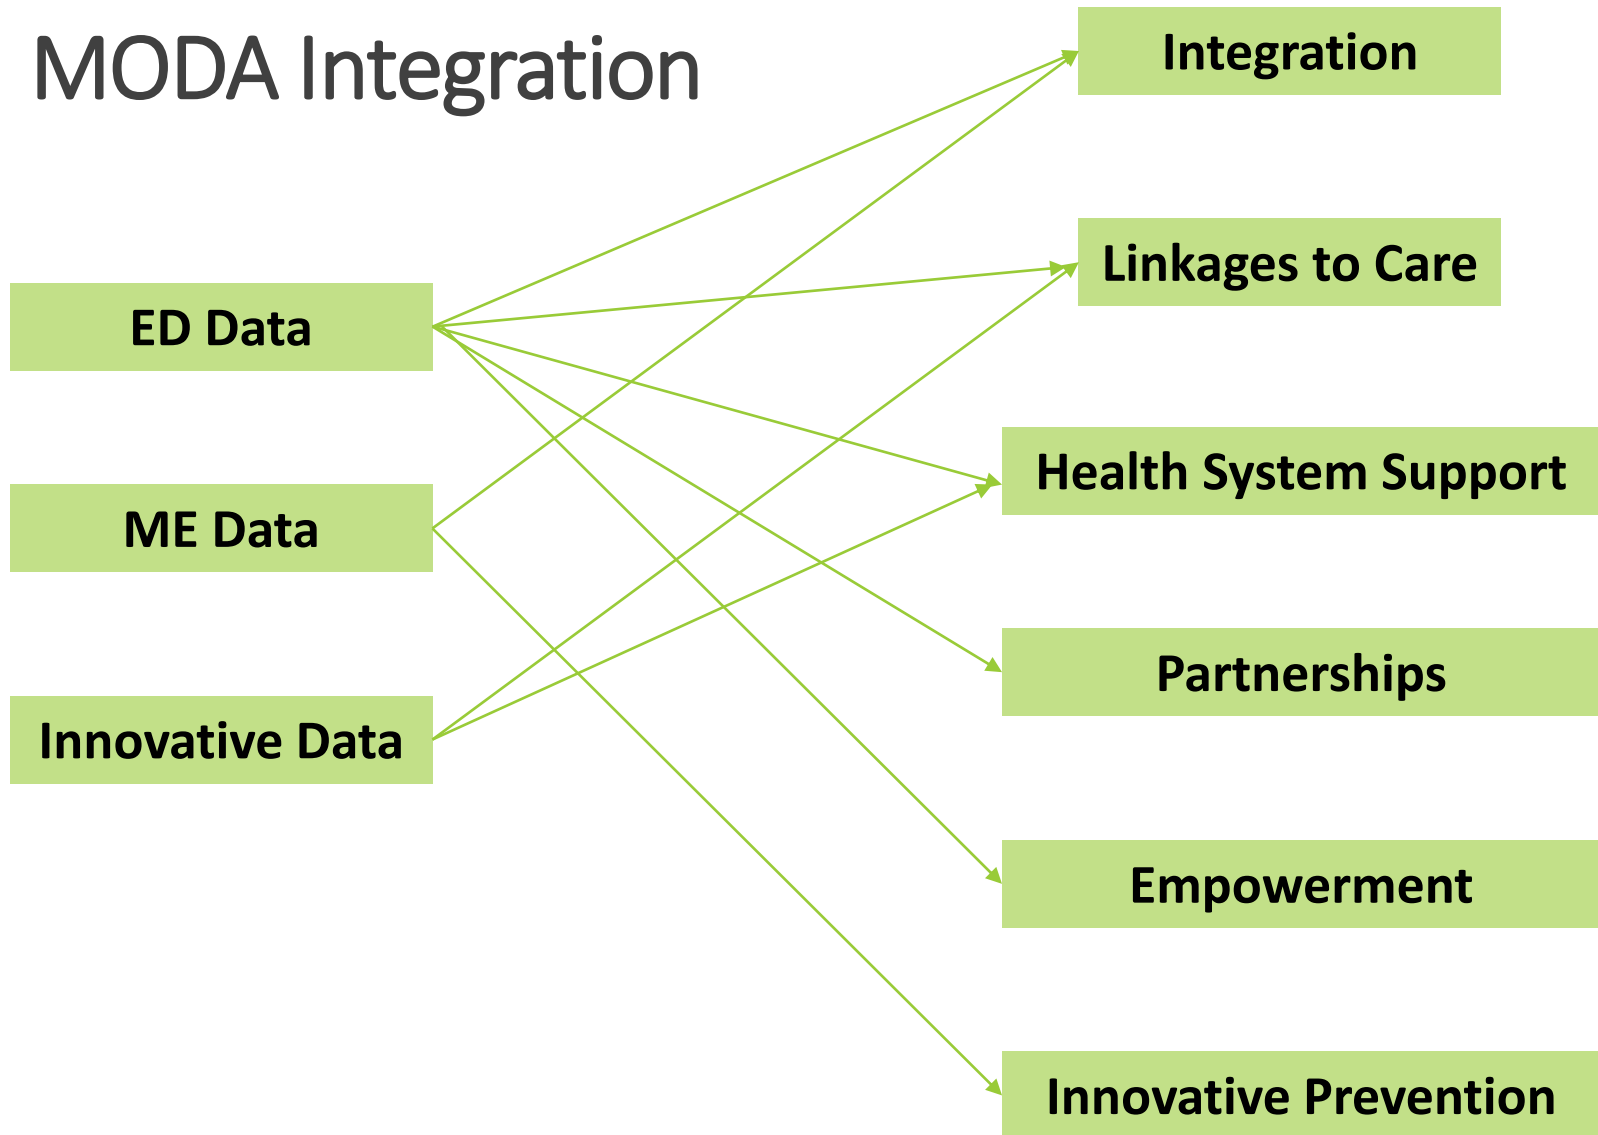 MODA Integration
ED Data
ME Data
Innovative Data
Integration
Linkages to Care
Health System Support
Partnerships
Empowerment
Innovative Prevention